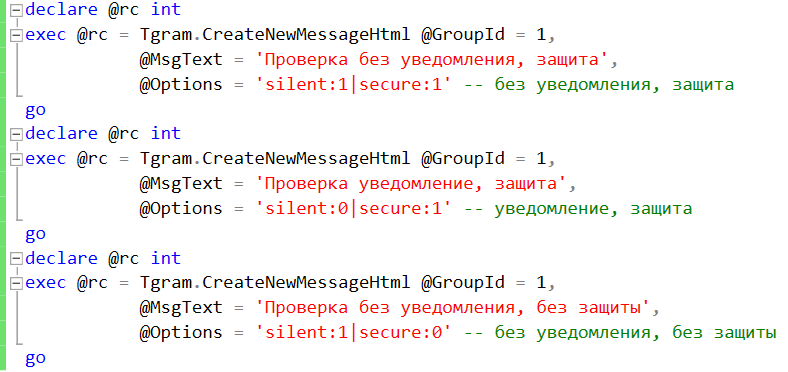 declare @rc int
exec @rc = Tgram.CreateNewMessageHtml @GroupId = 1,
@MsgText = 'Проверка без уведомления, защита',
@Options = 'silent:1|secure:1' -- без уведомления, защита
go
declare @rc int
exec @rc = Tgram.CreateNewMessageHtml @GroupId = 1,
@MsgText = 'Проверка уведомление, защита',
@Options = 'silent:0|secure:1' -- уведомление, защита
go
declare @rc int
exec @rc = Tgram.CreateNewMessageHtml @GroupId = 1,
@MsgText = 'Проверка без уведомления, без защиты',
@Options = 'silent:1|secure:0' -- без уведомления, без защиты
go